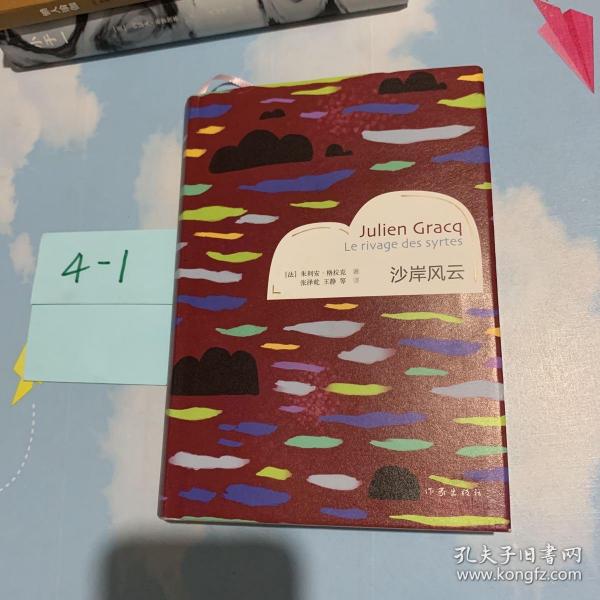 4-1
Julien Gracq
Le rivage des syrtes
[法] 朱利安·格拉克 著
张泽乾 王静 等 译
沙岸风云
作家出版社
孔夫子旧书网
www.kongfz.com